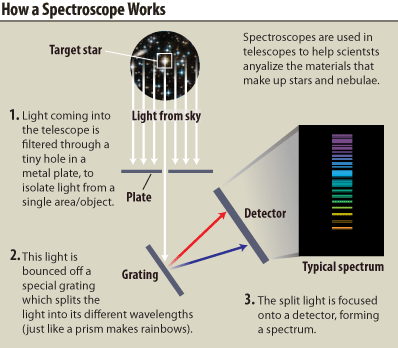 How a Spectroscope Works
Target star
Spectroscopes are used in
telescopes to help scientsts
anyalize the materials that
make up stars and nebulae.
Light from sky
1. Light coming into
the telescope is
filtered through a
tiny hole in a
metal plate, to
isolate light from a
single area/object.
Plate
Detector
2. This light is
bounced off a
special grating
which splits the
light into its different wavelengths
(just like a prism makes rainbows).
Grating
Typical spectrum
3. The split light is focused
onto a detector, forming
a spectrum.